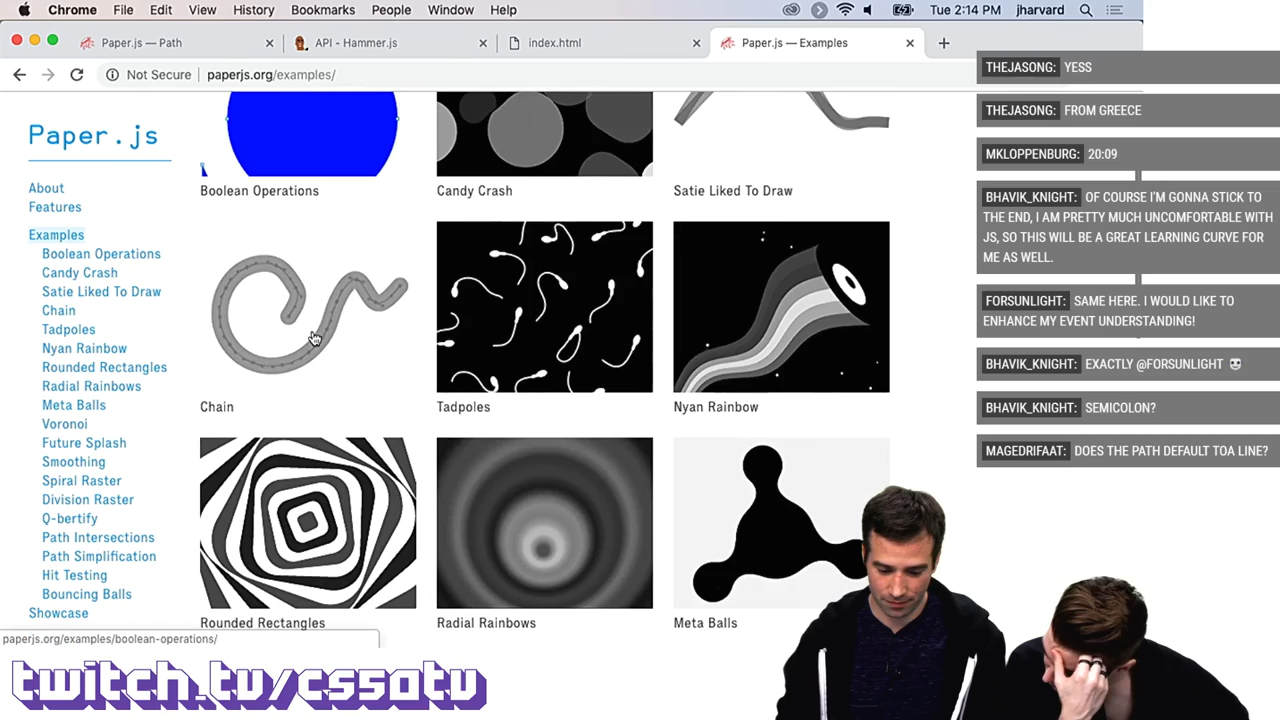 Chrome File Edit View History Bookmarks People Window Help Tue 2:14 PM jharvard
Paper.js — Path
API - Hammer.js
index.html
Paper.js — Examples
Not Secure paperjs.org/examples/
Paper.js
About
Features
Examples
Boolean Operations
Candy Crash
Satie Liked To Draw
Chain
Tadpoles
Nyan Rainbow
Rounded Rectangles
Radial Rainbows
Meta Balls
Voronoi
Future Splash
Smoothing
Spiral Raster
Division Raster
Q-bertify
Path Intersections
Path Simplification
Hit Testing
Bouncing Balls
Showcase
Boolean Operations
Candy Crash
Satie Liked To Draw
Chain
Tadpoles
Nyan Rainbow
Rounded Rectangles
Radial Rainbows
Meta Balls
paperjs.org/examples/boolean-operations/
THEJASONG: YESS
THEJASONG: FROM GREECE
MKLOPPENBURG: 20:09
BHAVIK_KNIGHT: OF COURSE I'M GONNA STICK TO
THE END, I AM PRETTY MUCH UNCOMFORTABLE WITH
JS, SO THIS WILL BE A GREAT LEARNING CURVE FOR
ME AS WELL.
FORSUNLIGHT: SAME HERE. I WOULD LIKE TO
ENHANCE MY EVENT UNDERSTANDING!
BHAVIK_KNIGHT: EXACTLY @FORSUNLIGHT
BHAVIK_KNIGHT: SEMICOLON?
MAGEDRIFAAT: DOES THE PATH DEFAULT TOA LINE?
twitch.tv/cs50tv